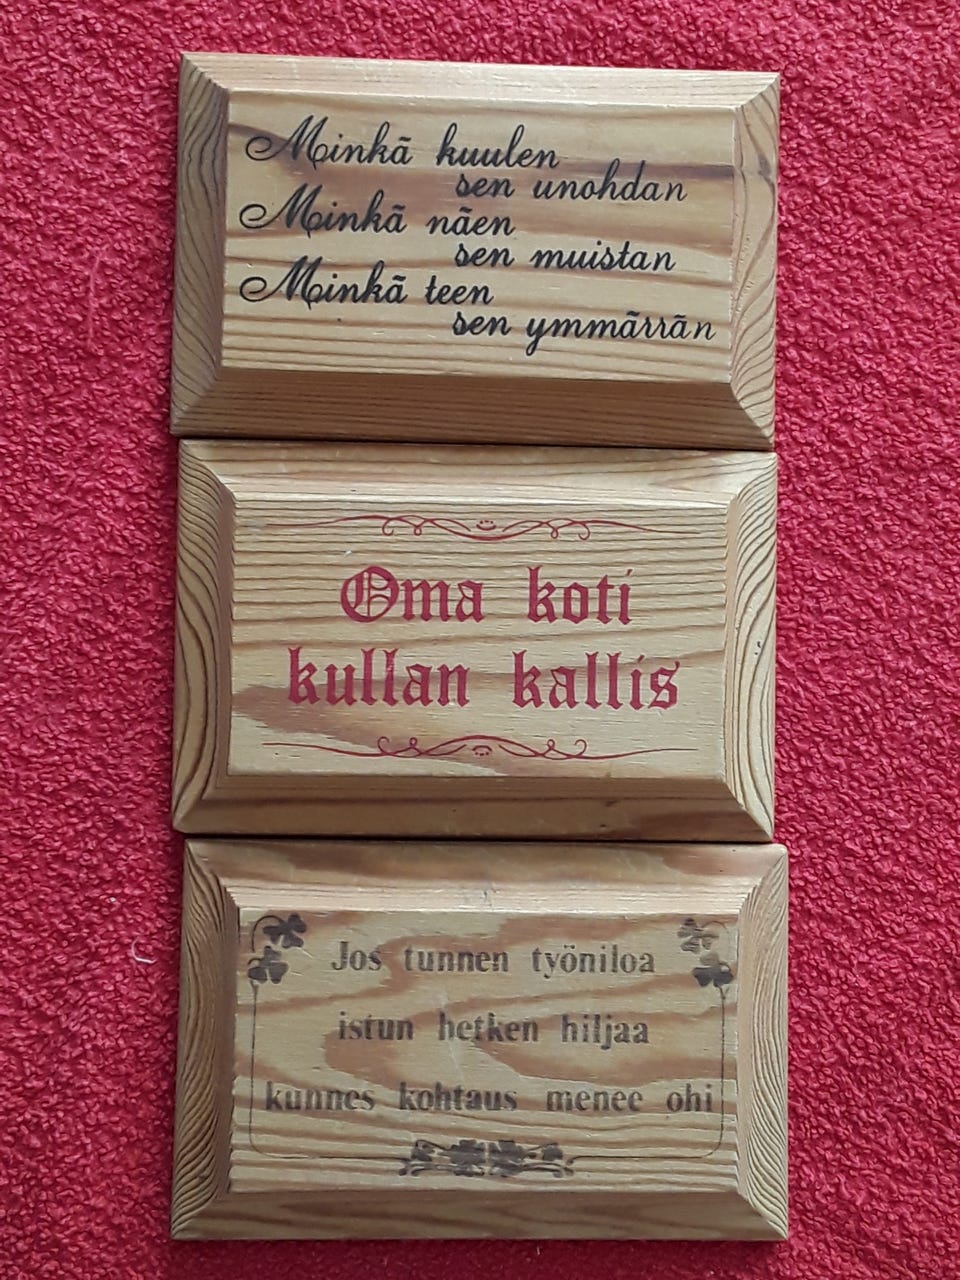 Minkä kuulen
sen unohdan
Minkä näen
sen muistan
Minkä teen
sen ymmärrän
Oma koti
kullan kallis
Jos tunnen työniloa
istun hetken hiljaa
kunnes kohtaus menee ohi